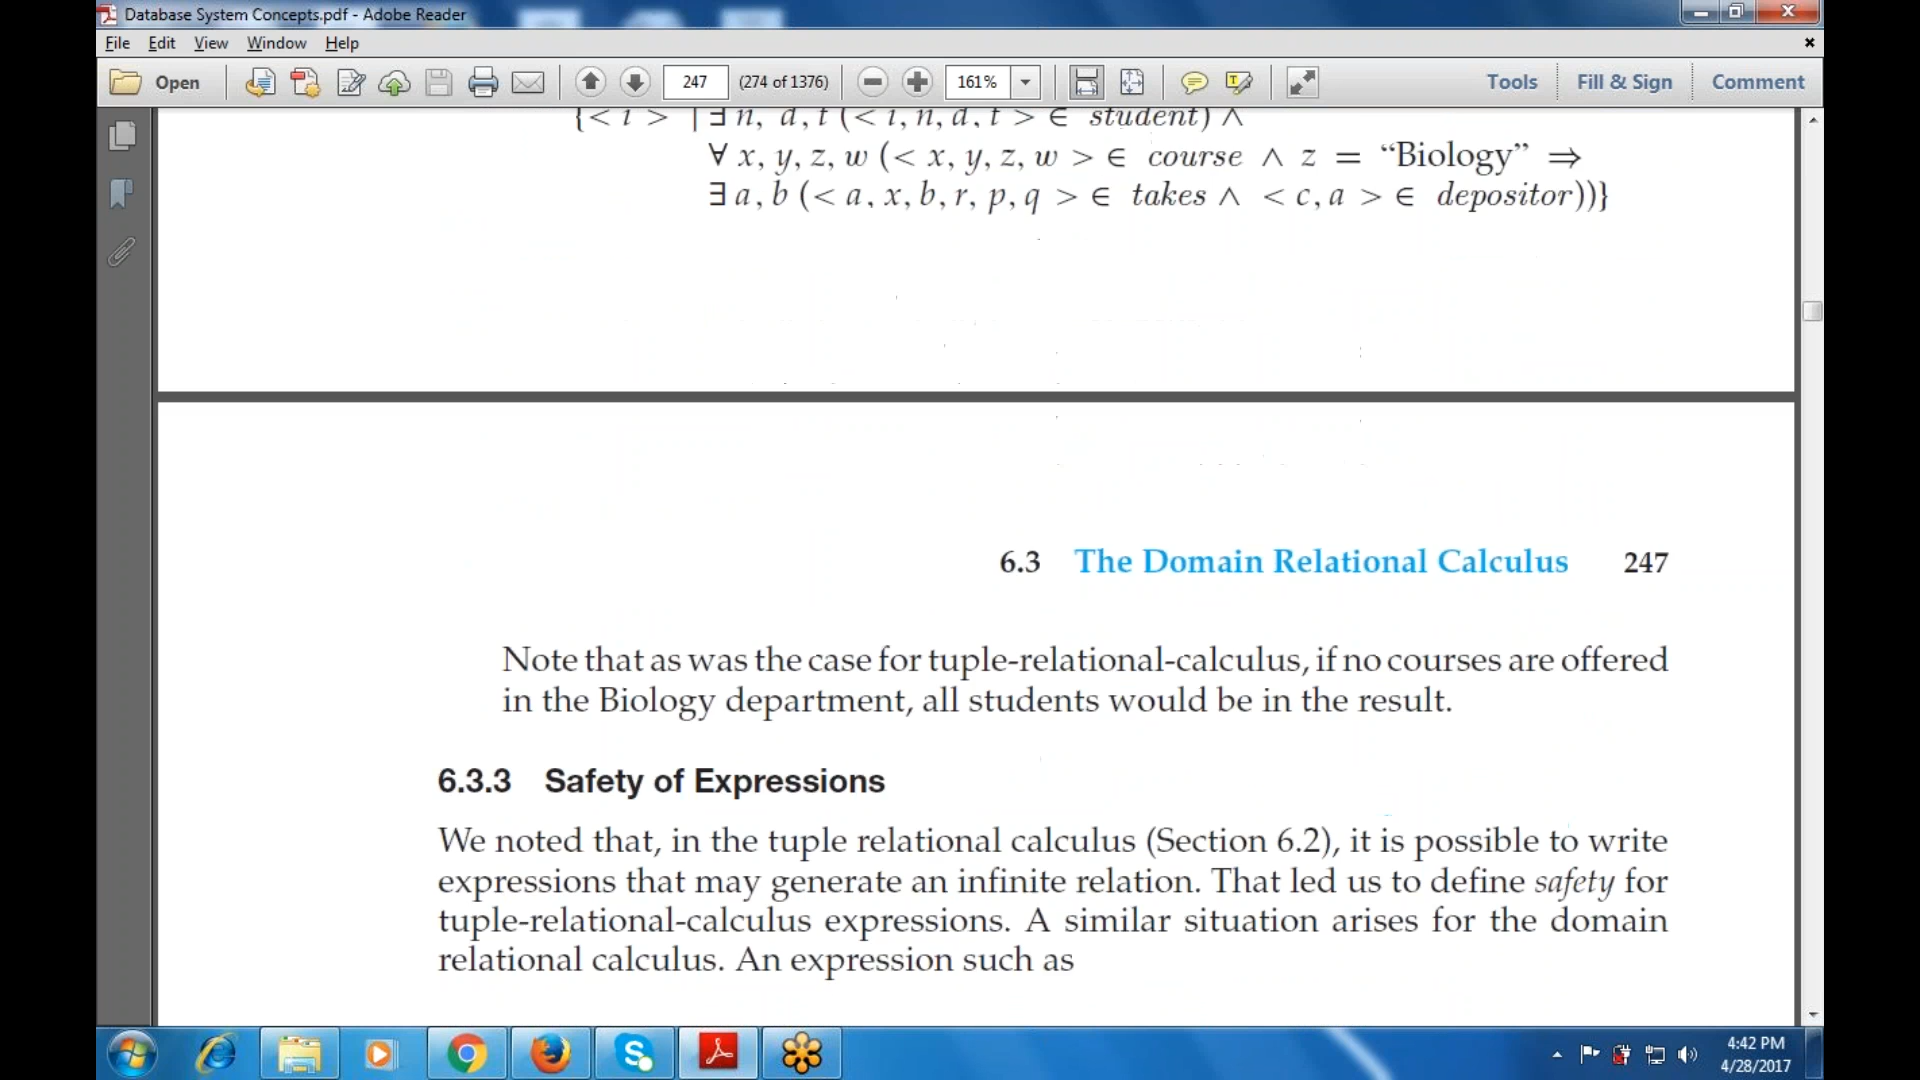 Database System Concepts.pdf - Adobe Reader
File Edit View Window Help
Open 247 (274 of 1376) 161% Tools Fill & Sign Comment
{< i > | ∃ n, d, t (< i, n, d, t > ∈ student) ∧
∀ x, y, z, w (< x, y, z, w > ∈ course ∧ z = “Biology” ⇒
∃ a, b (< a, x, b, r, p, q > ∈ takes ∧ < c, a > ∈ depositor))}
6.3 The Domain Relational Calculus 247
Note that as was the case for tuple-relational-calculus, if no courses are offered
in the Biology department, all students would be in the result.
6.3.3 Safety of Expressions
We noted that, in the tuple relational calculus (Section 6.2), it is possible to write
expressions that may generate an infinite relation. That led us to define safety for
tuple-relational-calculus expressions. A similar situation arises for the domain
relational calculus. An expression such as
4:42 PM
4/28/2017